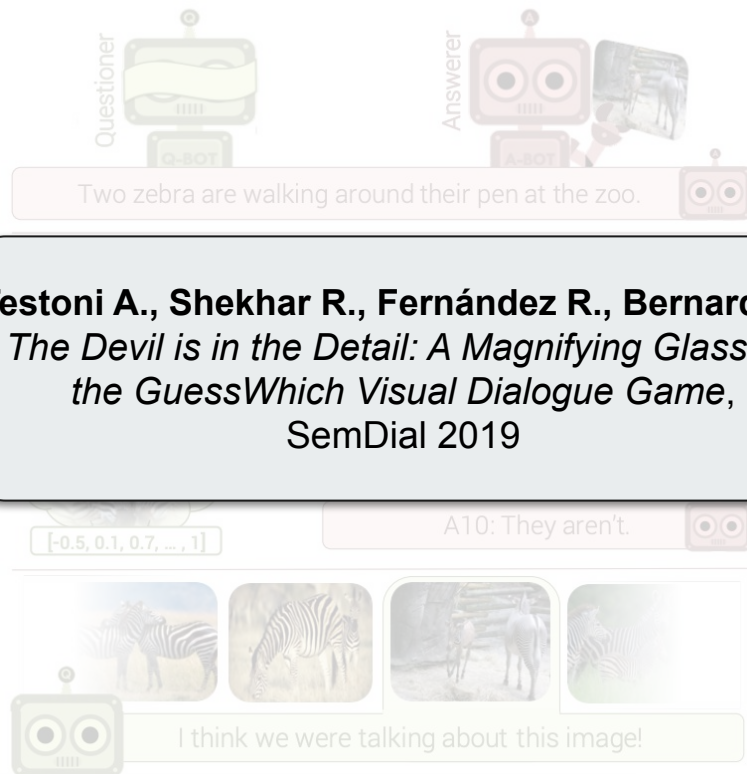 Questioner
Answerer
Q-BOT
A-BOT
A
Two zebra are walking around their pen at the zoo.
A
estoni A., Shekhar R., Fernández R., Bernard
The Devil is in the Detail: A Magnifying Glass
the GuessWhich Visual Dialogue Game,
SemDial 2019
A10: They aren't.
[-0.5, 0.1, 0.7, ... , 1]
I think we were talking about this image!